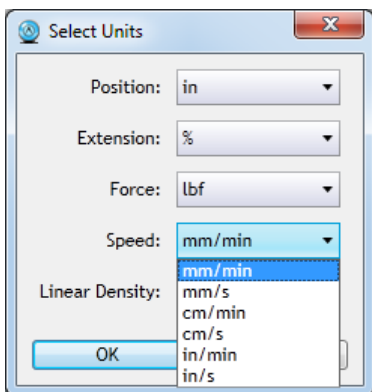 Select Units
Position: in
Extension: %
Force: lbf
Speed: mm/min
mm/min
Linear Density: mm/s
cm/min
cm/s
OK in/min
in/s